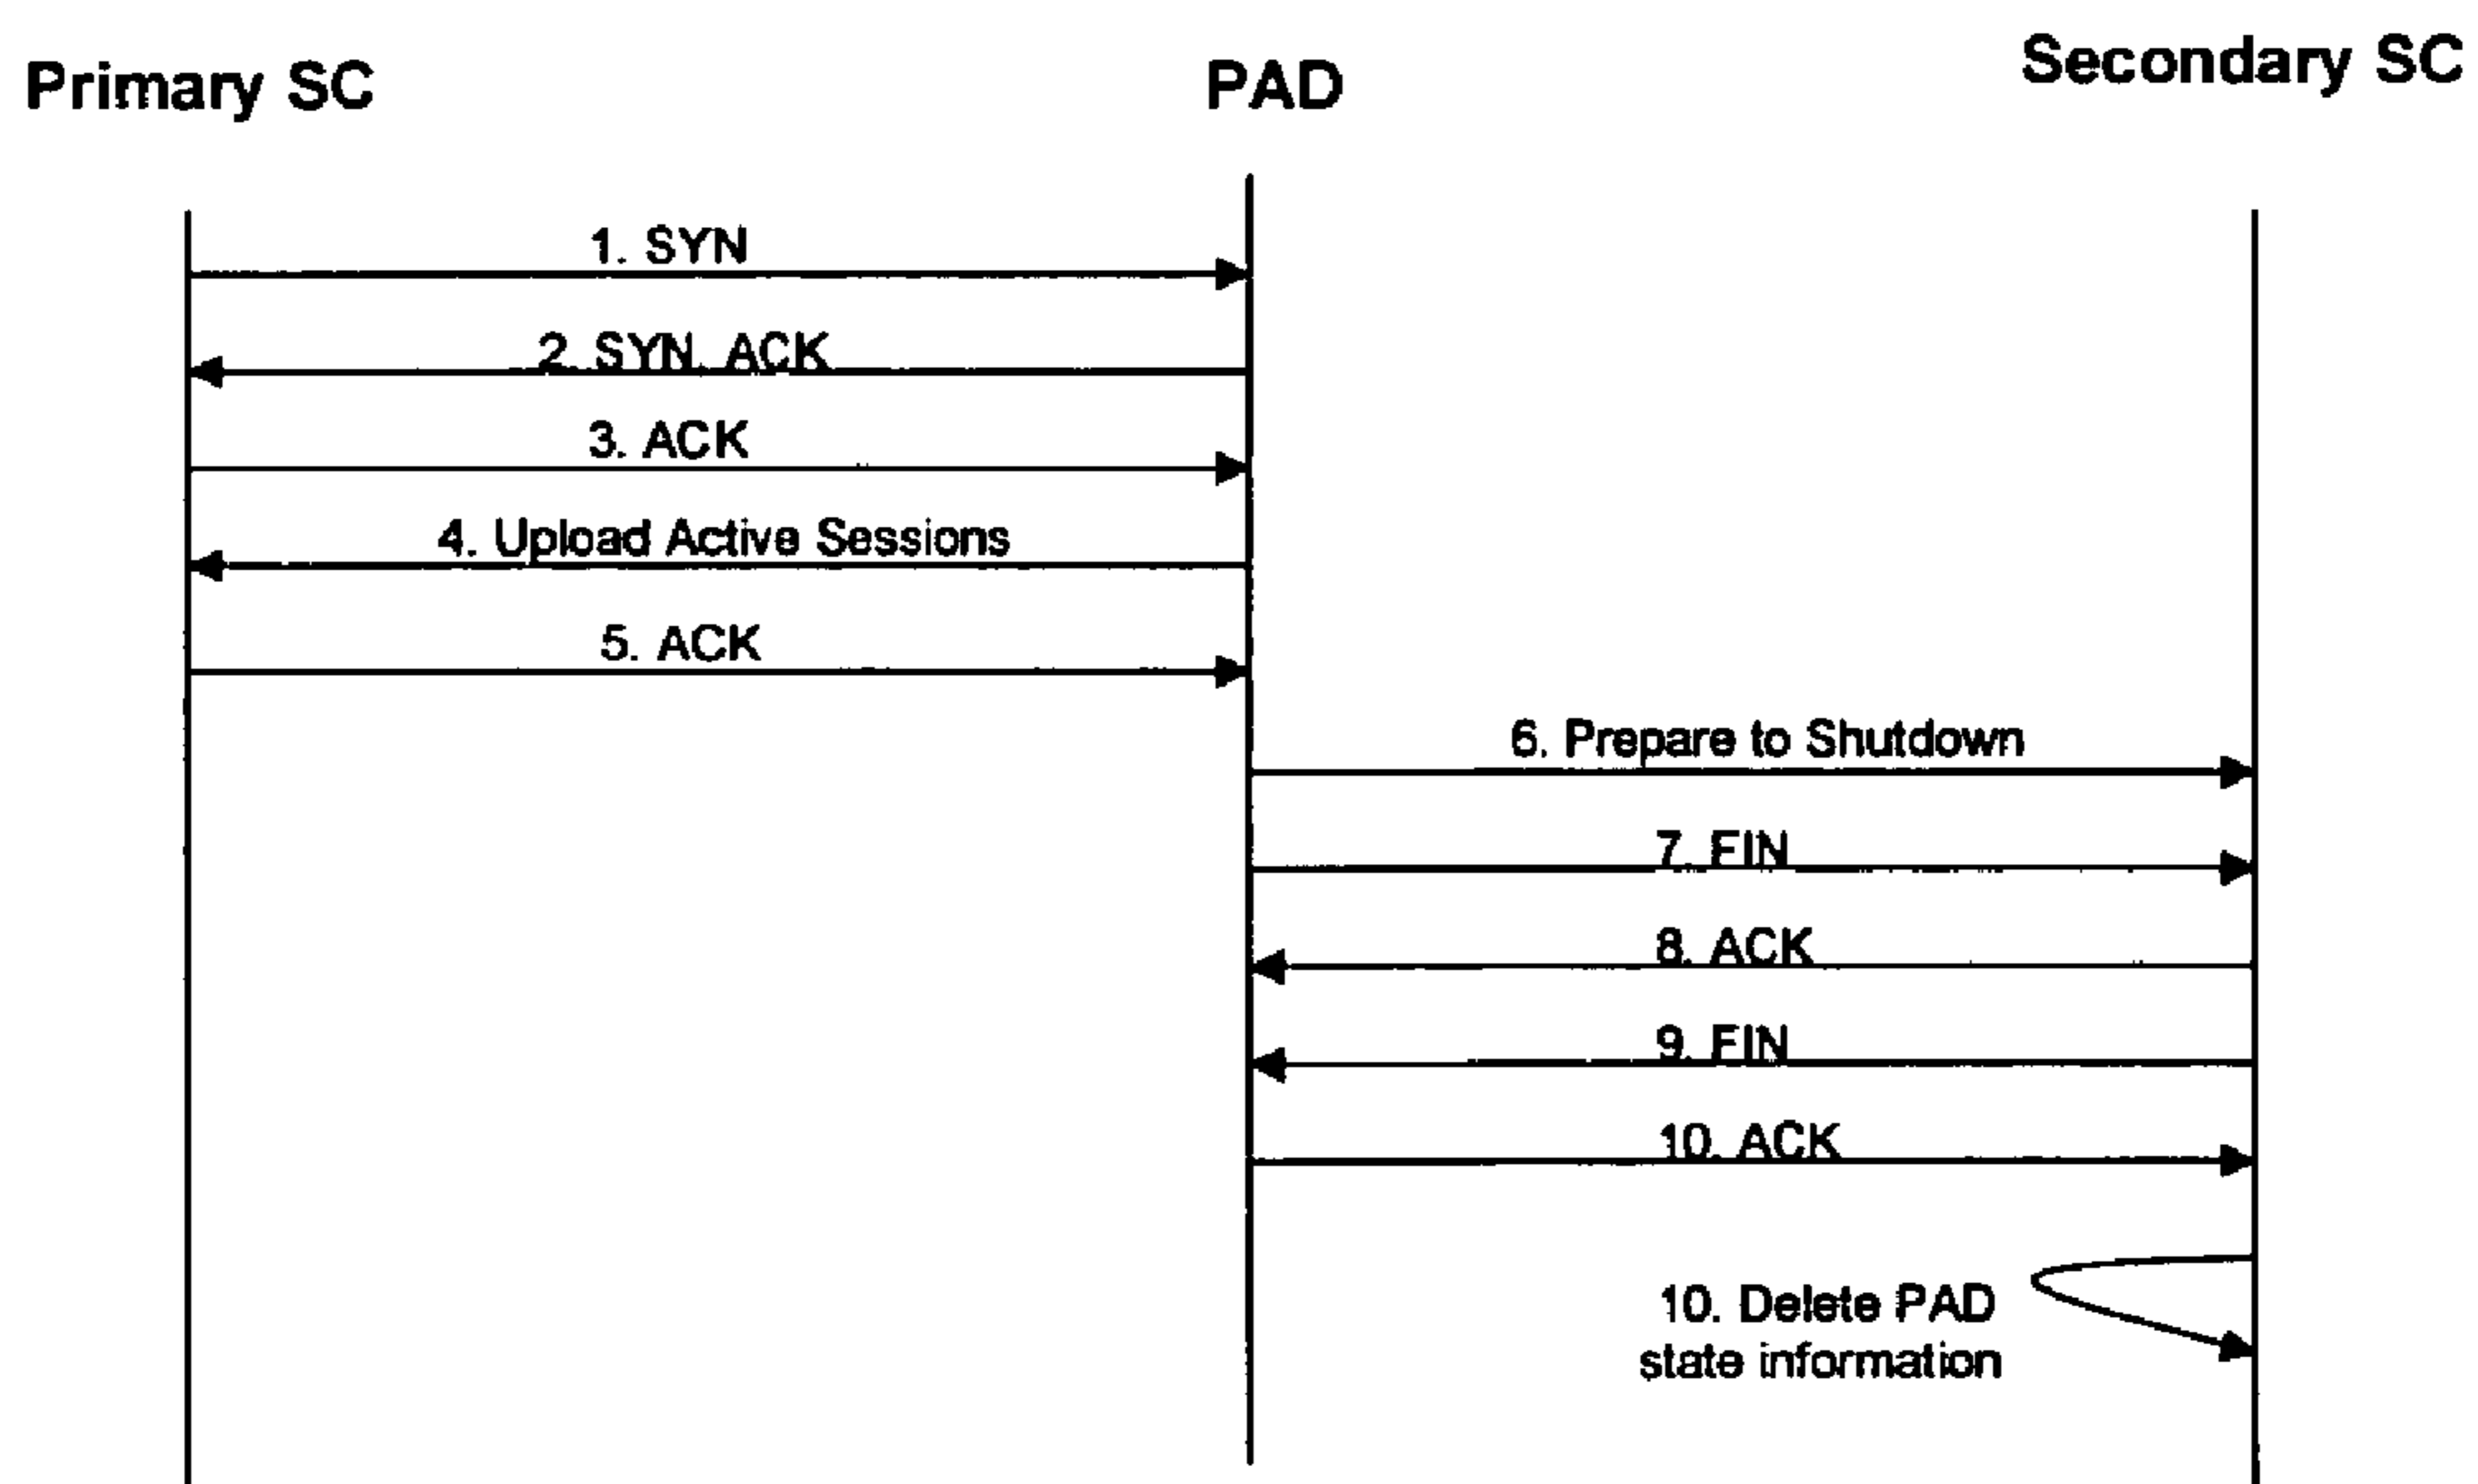 Primary SC
PAD
Secondary SC
1. SYN
2. SYN, ACK
3. ACK
4. Upload Active Sessions
5. ACK
6. Prepare to Shutdown
7. FIN
8. ACK
9. FIN
10. ACK
10. Delete PAD
state information